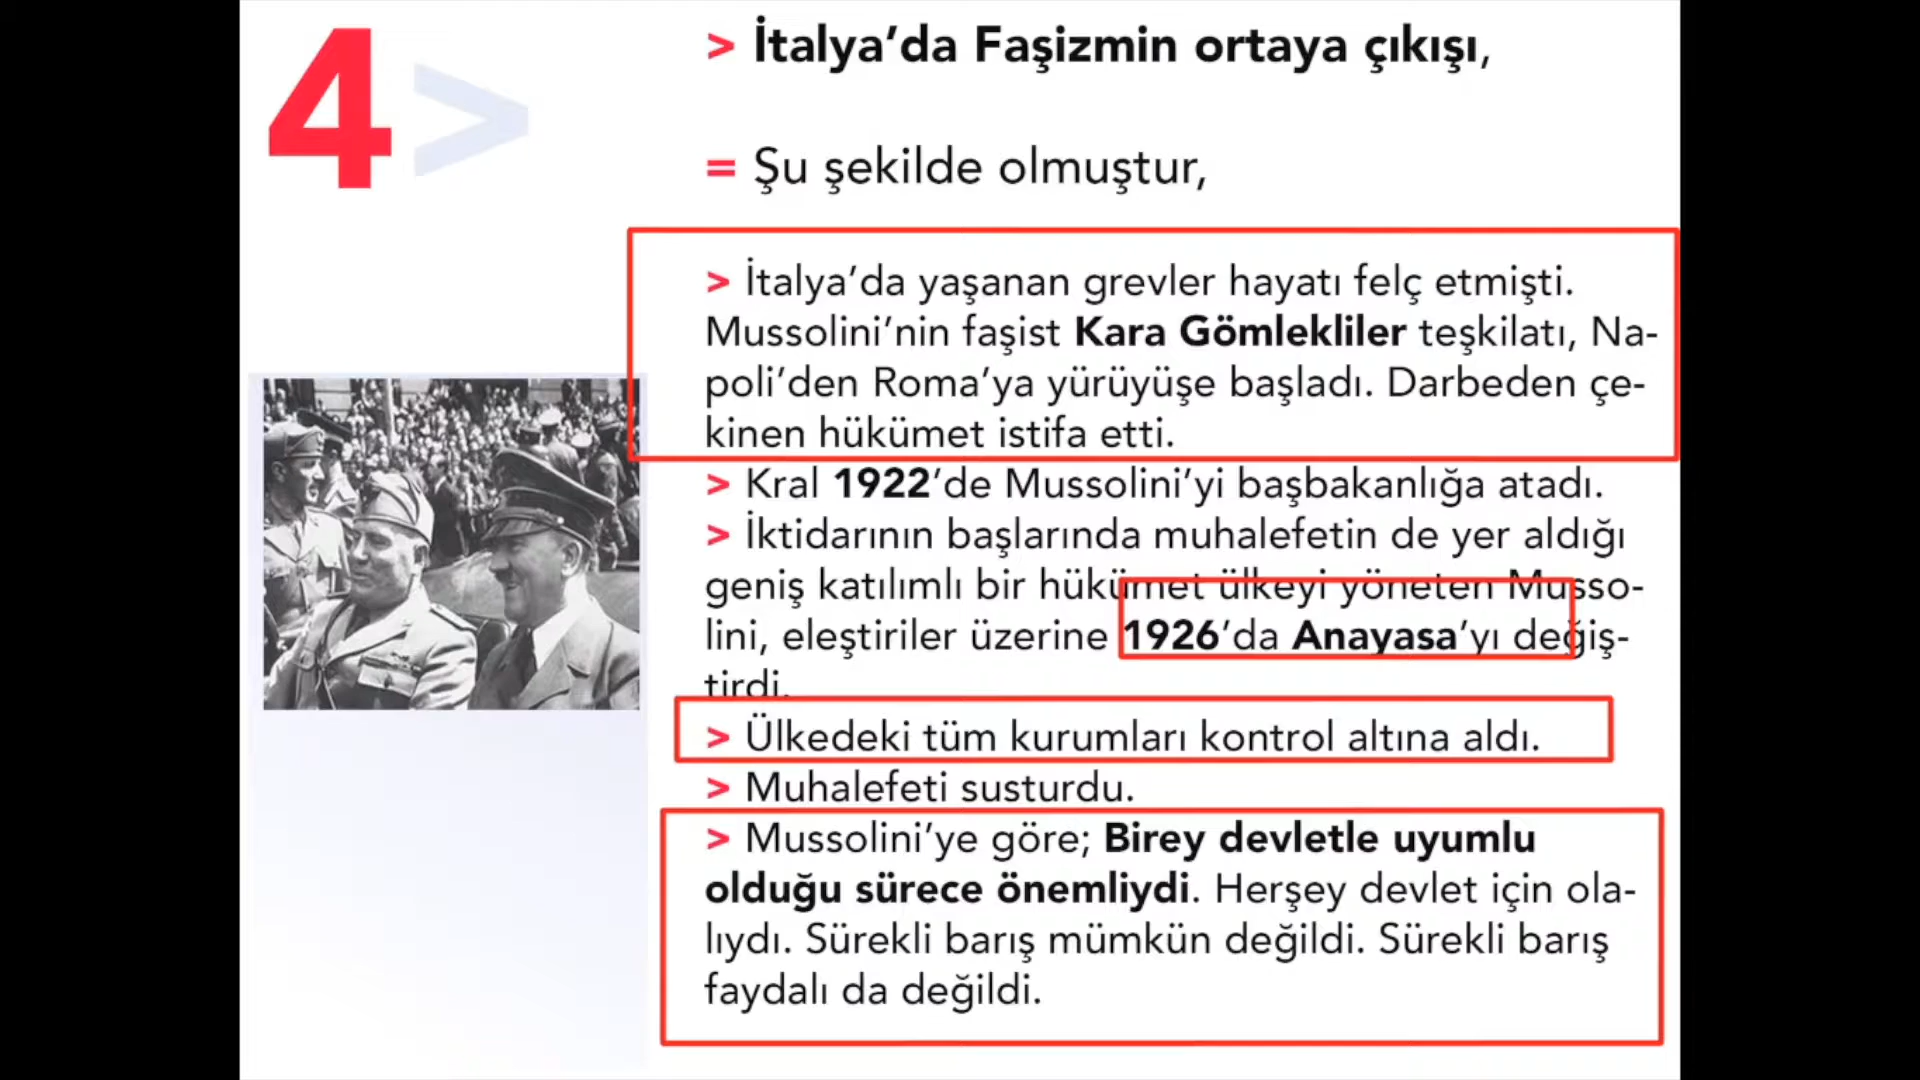 4>
> İtalya’da Faşizmin ortaya çıkışı,
= Şu şekilde olmuştur,
> İtalya’da yaşanan grevler hayatı felç etmişti.
Mussolini’nin faşist Kara Gömlekliler teşkilatı, Na-
poli’den Roma’ya yürüyüşe başladı. Darbeden çe-
kinen hükümet istifa etti.
> Kral 1922’de Mussolini’yi başbakanlığa atadı.
> İktidarının başlarında muhalefetin de yer aldığı
geniş katılımlı bir hükümet ülkeyi yöneten Musso-
lini, eleştiriler üzerine 1926’da Anayasa’yı değiş-
tirdi.
> Ülkedeki tüm kurumları kontrol altına aldı.
> Muhalefeti susturdu.
> Mussolini’ye göre; Birey devletle uyumlu
olduğu sürece önemliydi. Herşey devlet için ola-
lıydı. Sürekli barış mümkün değildi. Sürekli barış
faydalı da değildi.